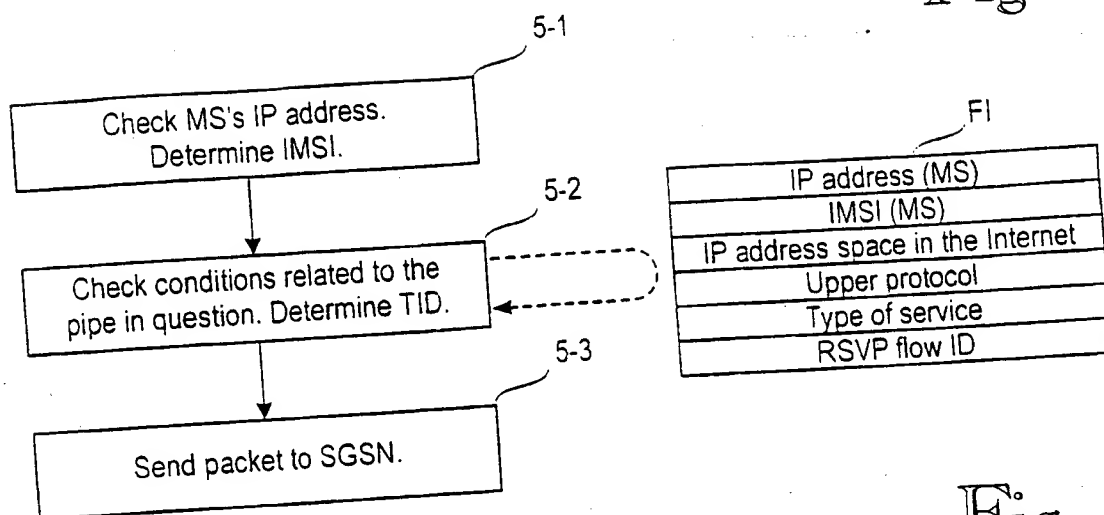 5-1
Check MS's IP address.
Determine IMSI.
5-2
Check conditions related to the
pipe in question. Determine TID.
5-3
Send packet to SGSN.
FI
IP address (MS)
IMSI (MS)
IP address space in the Internet
Upper protocol
Type of service
RSVP flow ID